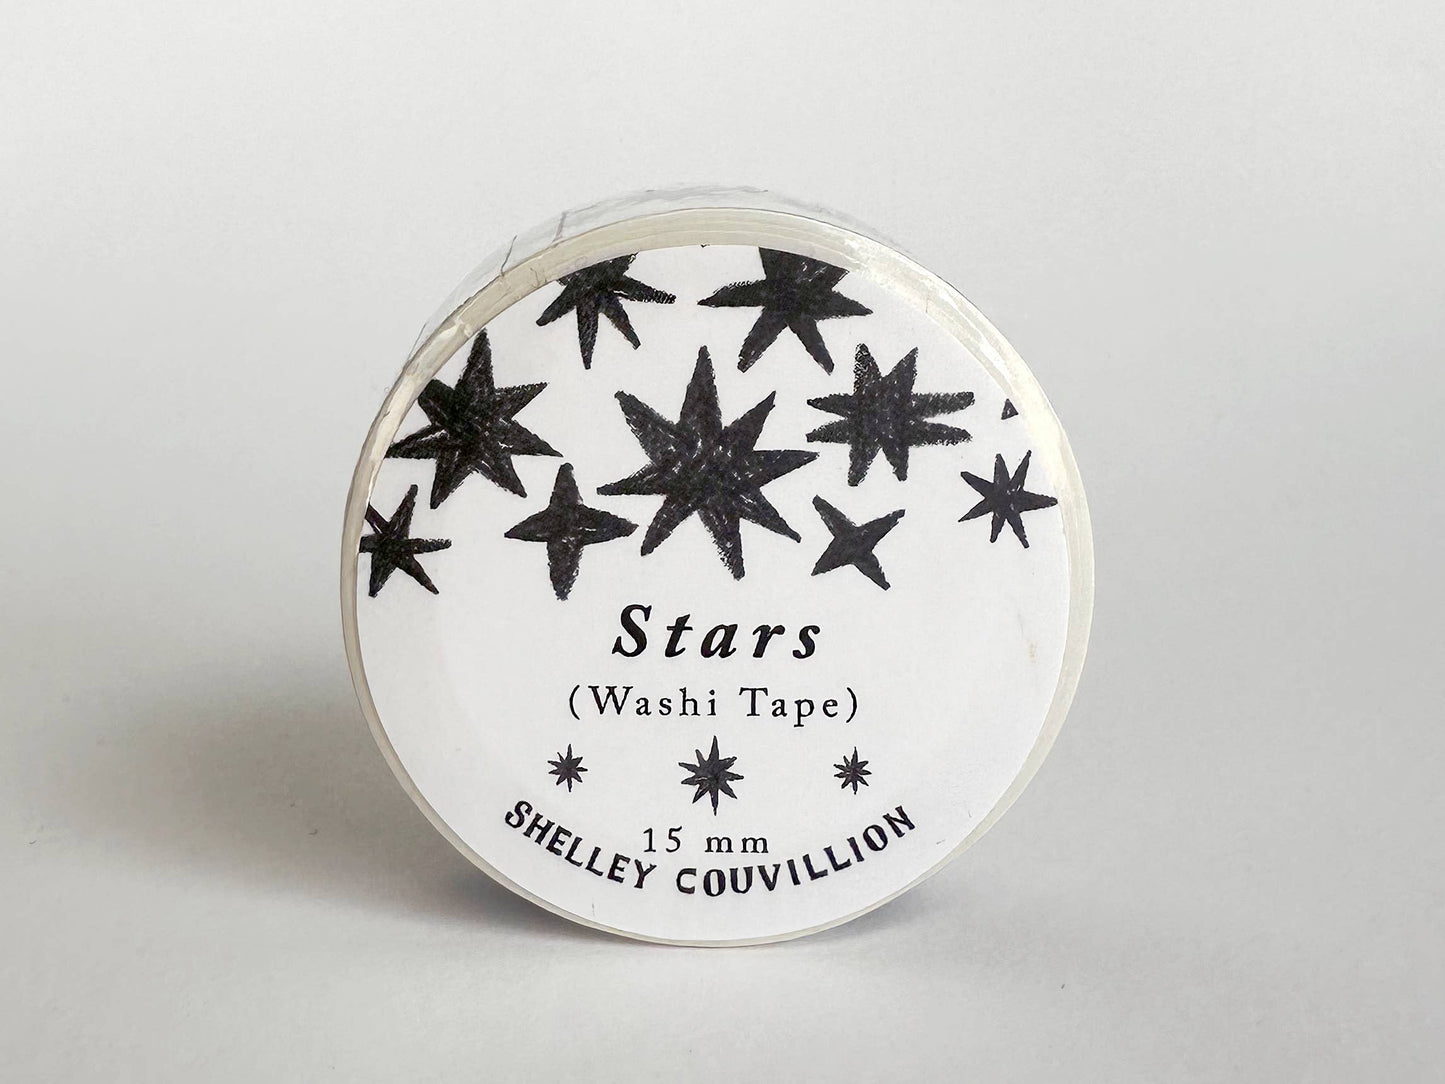 Stars
(Washi Tape)
15 mm
SHELLEY COUVILLION